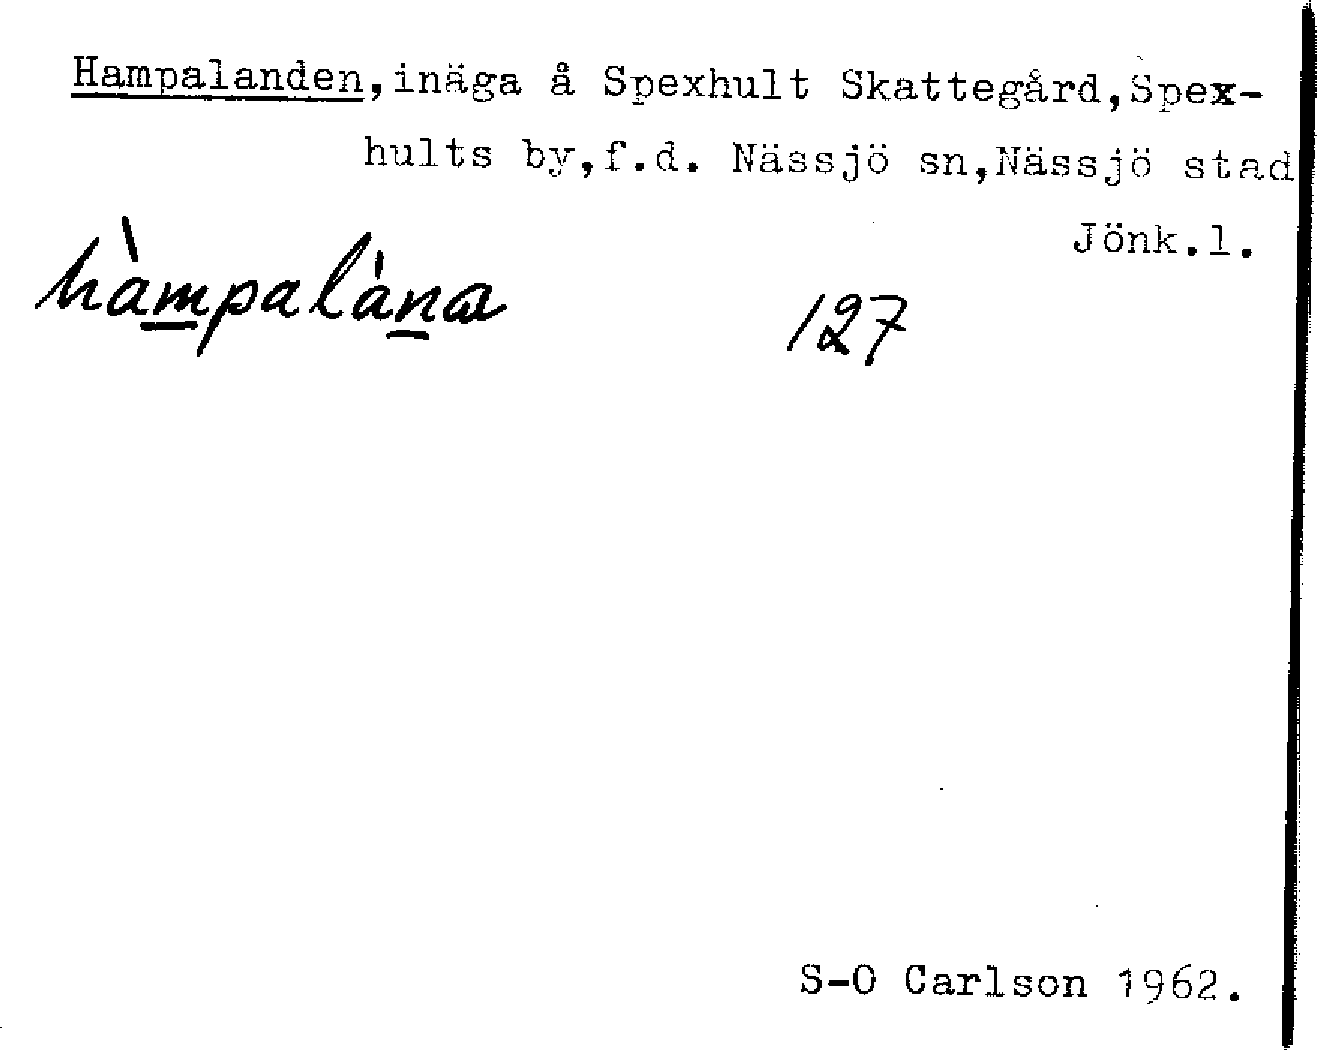 Hampalanden,inäga å Spexhult Skattegård,Spex-
hults by,f.d. Nässjö sn,Nässjö stad
Jönk.l.
hàmpalàna
127
S-O Carlson 1962.